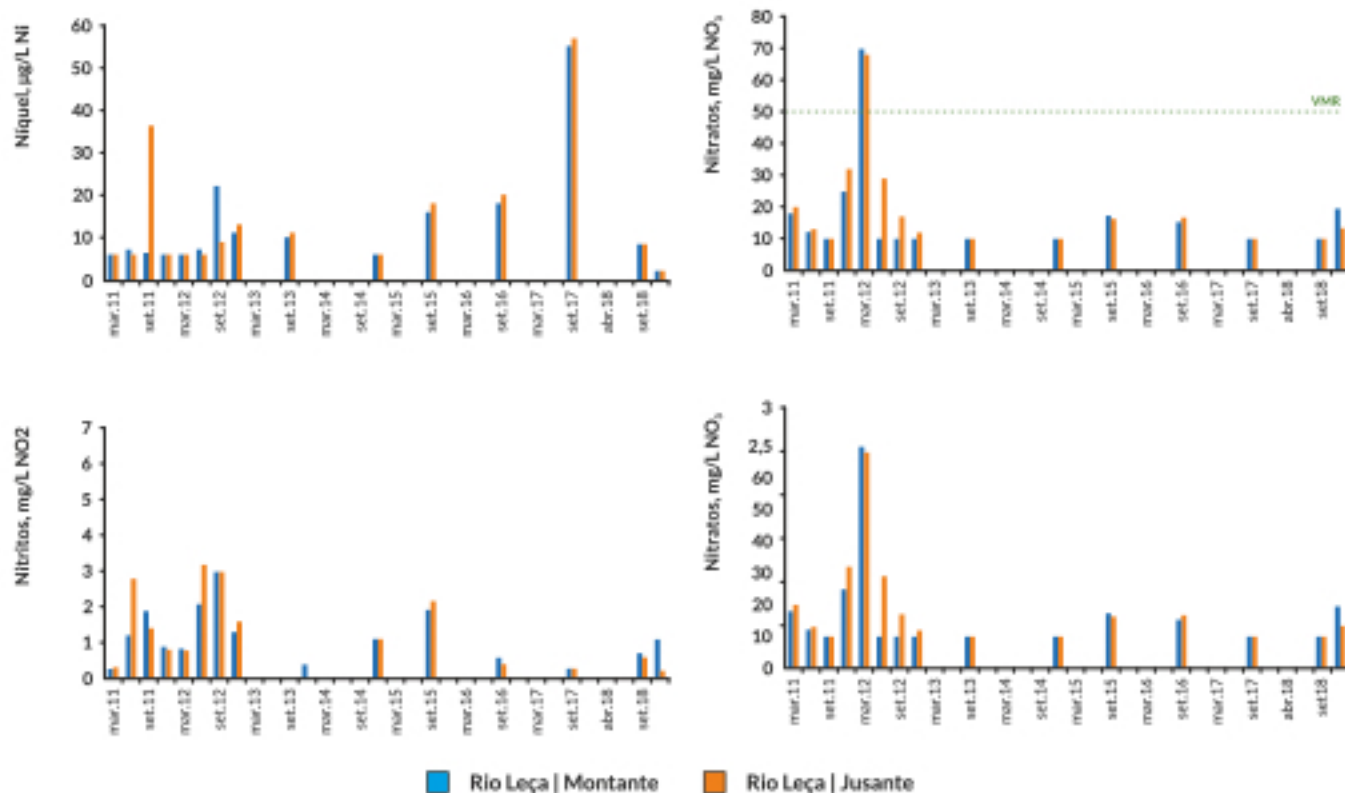 Níquel, µg/L Ni
60
50
40
30
20
10
0
mar.11
set.11
mar.12
set.12
mar.13
set.13
mar.14
set.14
mar.15
set.15
mar.16
set.16
mar.17
set.17
abr.18
set.18
Nitratos, mg/L NO₃
80
70
60
50
40
30
20
10
0
VMR
mar.11
set.11
mar.12
set.12
mar.13
set.13
mar.14
set.14
mar.15
set.15
mar.16
set.16
mar.17
set.17
abr.18
set.18
Nitritos, mg/L NO2
7
6
5
4
3
2
1
0
mar.11
set.11
mar.12
set.12
mar.13
set.13
mar.14
set.14
mar.15
set.15
mar.16
set.16
mar.17
set.17
abr.18
set.18
Nitratos, mg/L NO₃
3
2,5
60
50
40
30
20
10
0
mar.11
set.11
mar.12
set.12
mar.13
set.13
mar.14
set.14
mar.15
set.15
mar.16
set.16
mar.17
set.17
abr.18
set18
Rio Leça | Montante
Rio Leça | Jusante